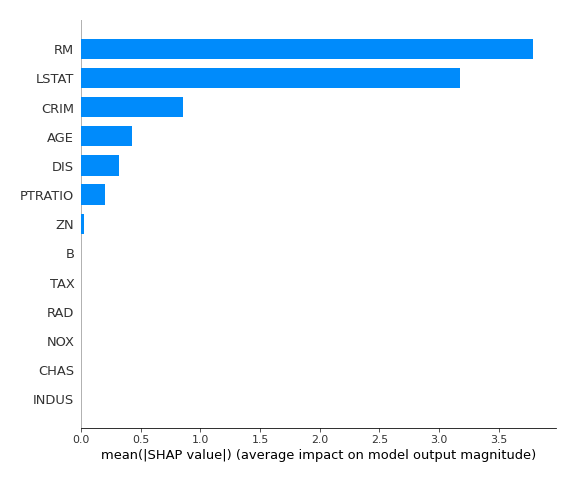 RM
LSTAT
CRIM
AGE
DIS
PTRATIO
ZN
B
TAX
RAD
NOX
CHAS
INDUS
0.0 0.5 1.0 1.5 2.0 2.5 3.0 3.5
mean(|SHAP value|) (average impact on model output magnitude)